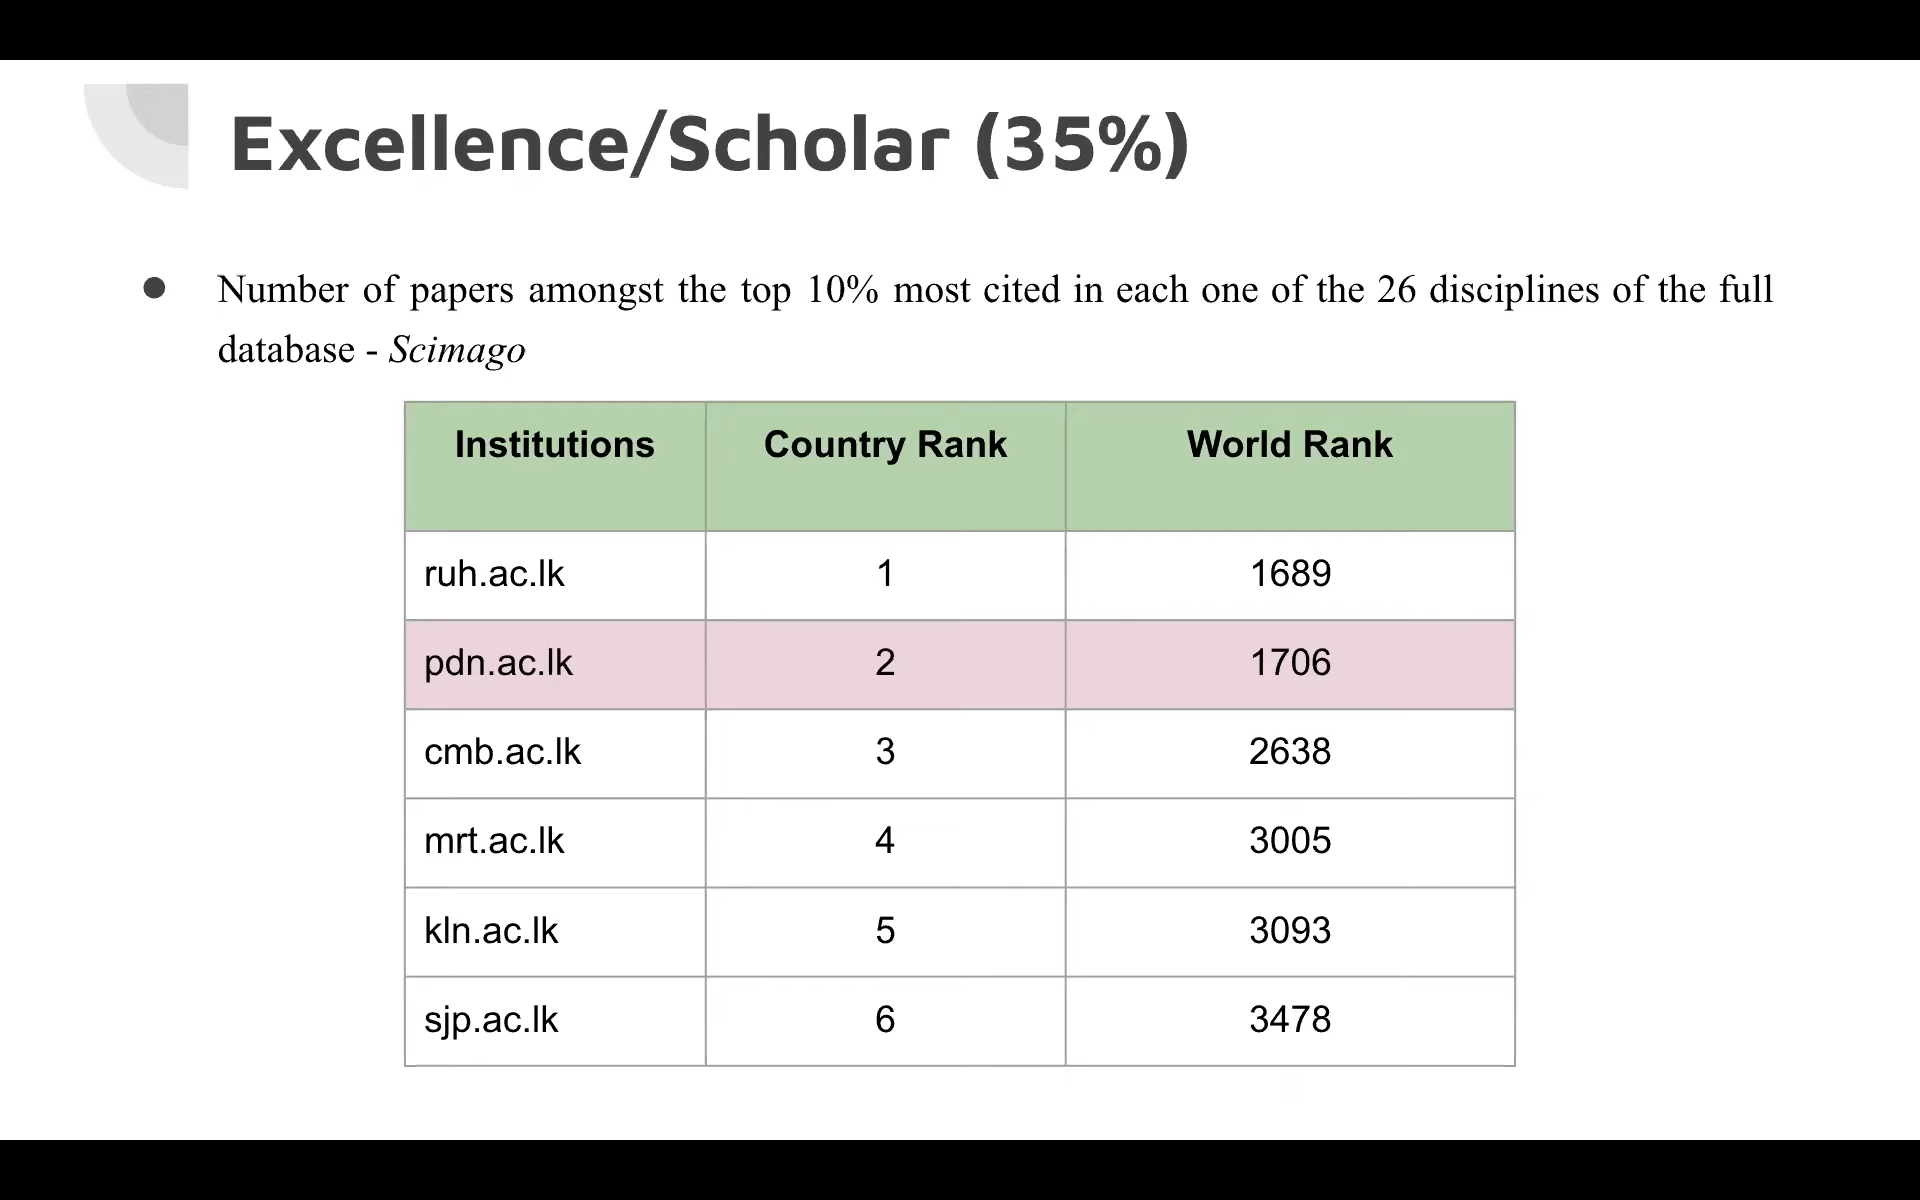 Excellence/Scholar (35%)
● Number of papers amongst the top 10% most cited in each one of the 26 disciplines of the full
database - Scimago
Institutions Country Rank World Rank
ruh.ac.lk 1 1689
pdn.ac.lk 2 1706
cmb.ac.lk 3 2638
mrt.ac.lk 4 3005
kln.ac.lk 5 3093
sjp.ac.lk 6 3478